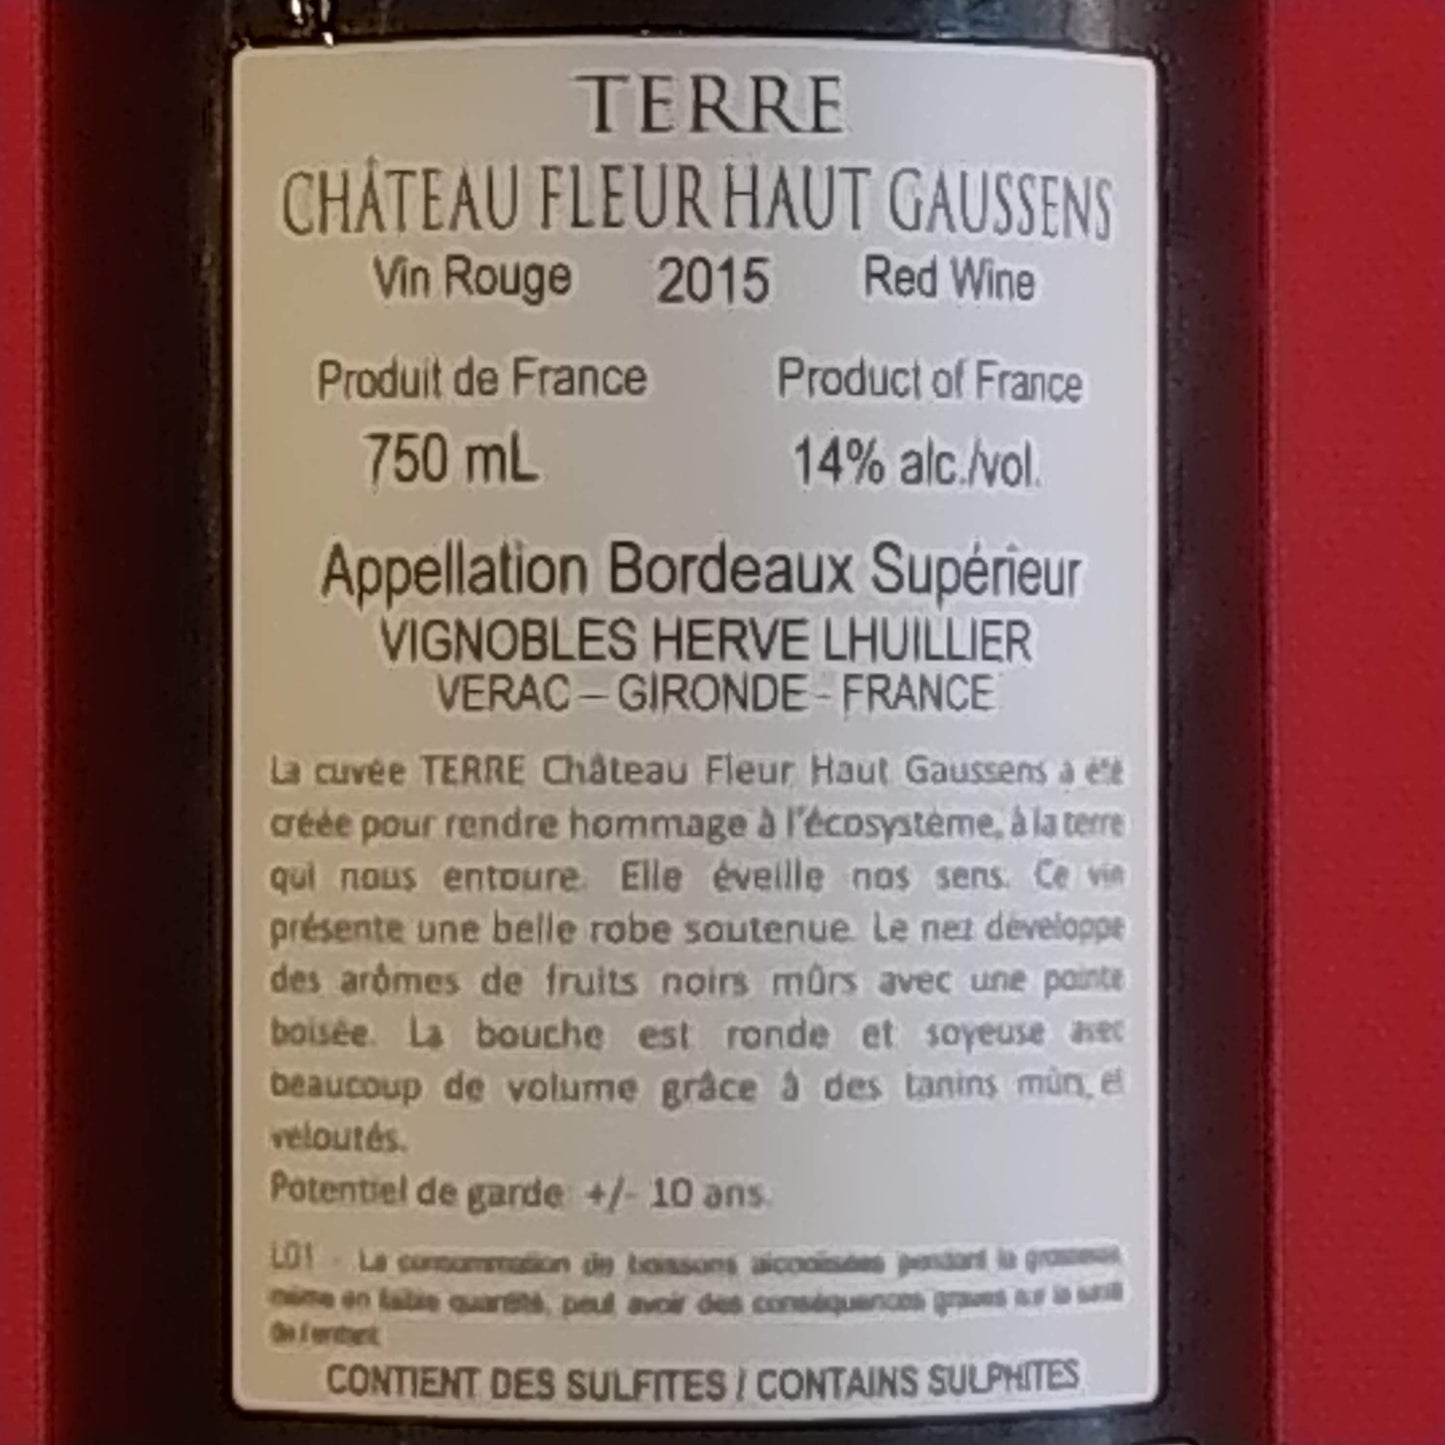 TERRE
CHÂTEAU FLEUR HAUT GAUSSENS
Vin Rouge 2015 Red Wine
Produit de France Product of France
750 mL 14% alc./vol.
Appellation Bordeaux Supérieur
VIGNOBLES HERVE LHUILLIER
VERAC – GIRONDE - FRANCE
La cuvée TERRE Château Fleur Haut Gaussens a été
créée pour rendre hommage à l'écosystème, à la terre
qui nous entoure. Elle éveille nos sens. Ce vin
présente une belle robe soutenue. Le nez développe
des arômes de fruits noirs mûrs avec une pointe
boisée. La bouche est ronde et soyeuse avec
beaucoup de volume grâce à des tanins mûrs et
veloutés.
Potentiel de garde : +/- 10 ans.
L01 - La consommation de boissons alcoolisées pendant la grossesse,
même en faible quantité, peut avoir des conséquences graves sur la santé
de l'enfant.
CONTIENT DES SULFITES / CONTAINS SULPHITES